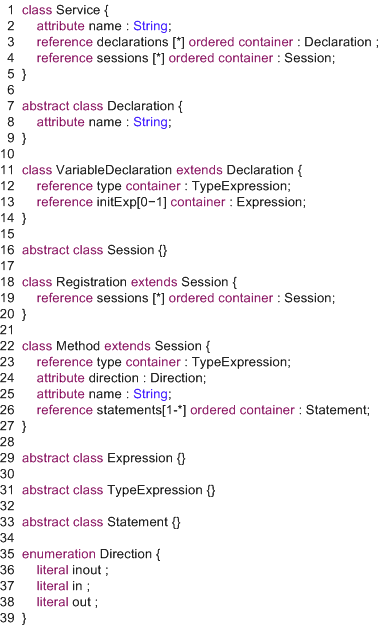 1 class Service {
2 attribute name : String;
3 reference declarations [*] ordered container : Declaration ;
4 reference sessions [*] ordered container : Session;
5 }
6
7 abstract class Declaration {
8 attribute name : String;
9 }
10
11 class VariableDeclaration extends Declaration {
12 reference type container : TypeExpression;
13 reference initExp[0−1] container : Expression;
14 }
15
16 abstract class Session {}
17
18 class Registration extends Session {
19 reference sessions [*] ordered container : Session;
20 }
21
22 class Method extends Session {
23 reference type container : TypeExpression;
24 attribute direction : Direction;
25 attribute name : String;
26 reference statements[1-*] ordered container : Statement;
27 }
28
29 abstract class Expression {}
30
31 abstract class TypeExpression {}
32
33 abstract class Statement {}
34
35 enumeration Direction {
36 literal inout ;
37 literal in ;
38 literal out ;
39 }